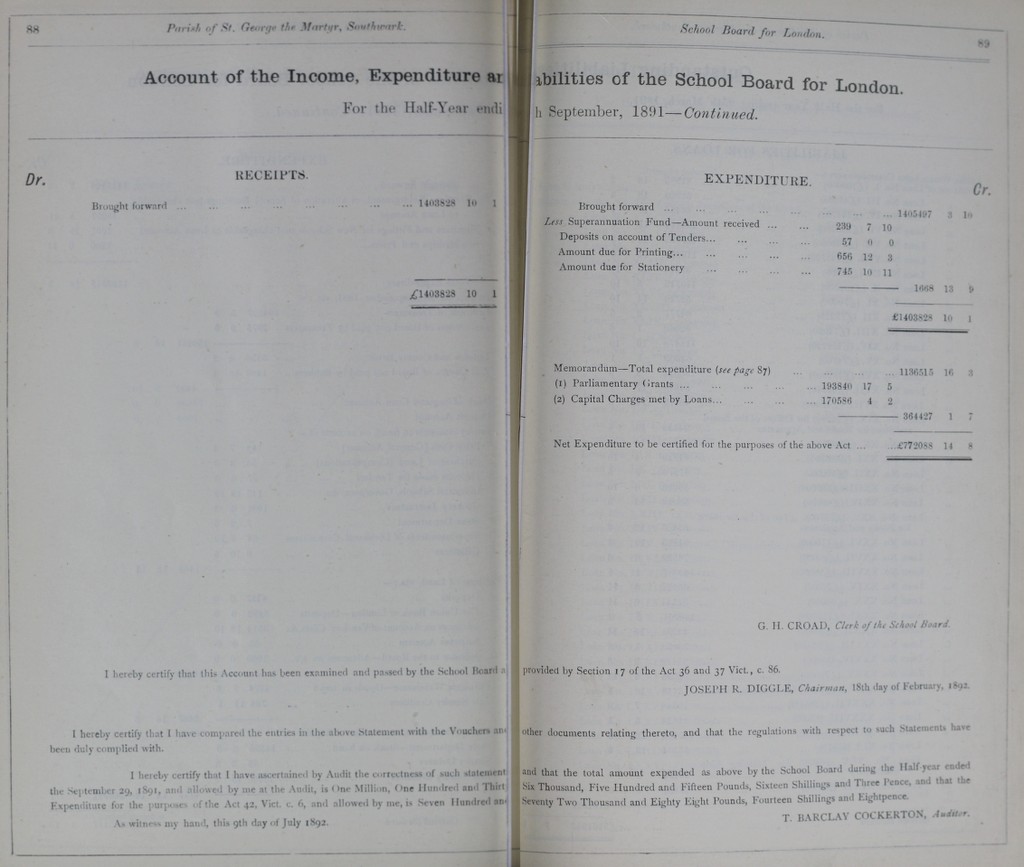 88
Parish of St. George the Martyr, Southwark.
Account of the Income, Expenditure an
For the Half-Year endi
Dr.
RECEIPTS.
Brought forward ... ... ... ... ... ... ... ... 1403828 10 1
£1403828 10 1
School Board for London.
89
abilities of the School Board for London.
h September, 1891—Continued.
EXPENDITURE.
Cr.
Brought forward ... ... ... ... ... ... ... 1405497 3 10
Less Superannuation Fund—Amount received ... ... 239 7 10
Deposits on account of Tenders... ... ... ... 57 0 0
Amount due for Printing... ... ... ... ... 656 12 3
Amount due for Stationery ... ... ... ... 745 10 11
1668 13 9
£1403828 10 1
Memorandum—Total expenditure (see page 87) ... ... ... ... 1136515 16 3
(1) Parliamentary Grants ... ... ... ... ... 193840 17 5
(2) Capital Charges met by Loans... ... ... ... 170586 4 2
364427 1 7
Net Expenditure to be certified for the purposes of the above Act ... ...£772088 14 8
G. H. CROAD, Clerk of the School Board.
I hereby certify that this Account has been examined and passed by the School Board a provided by Section 17 of the Act 36 and 37 Vict., c. 86.
JOSEPH R. DIGGLE, Chairman, 18th day of February, 1892.
I hereby certify that I have compared the entries in the above Statement with the Vouchers and other documents relating thereto, and that the regulations with respect to such Statements have
been duly complied with.
I hereby certify that I have ascertained by Audit the correctness of such statement and that the total amount expended as above by the School Board during the Half-year ended
the September 29, 1891, and allowed by me at the Audit, is One Million, One Hundred and Thirt Six Thousand, Five Hundred and Fifteen Pounds, Sixteen Shillings and Three Pence, and that the
Expenditure for the purposes of the Act 42, Vict. c. 6, and allowed by me, is Seven Hundred and Seventy Two Thousand and Eighty Eight Pounds, Fourteen Shillings and Eightpence.
As witness my hand, this 9th day of July 1892.
T. BARCLAY COCKERTON, Auditor.